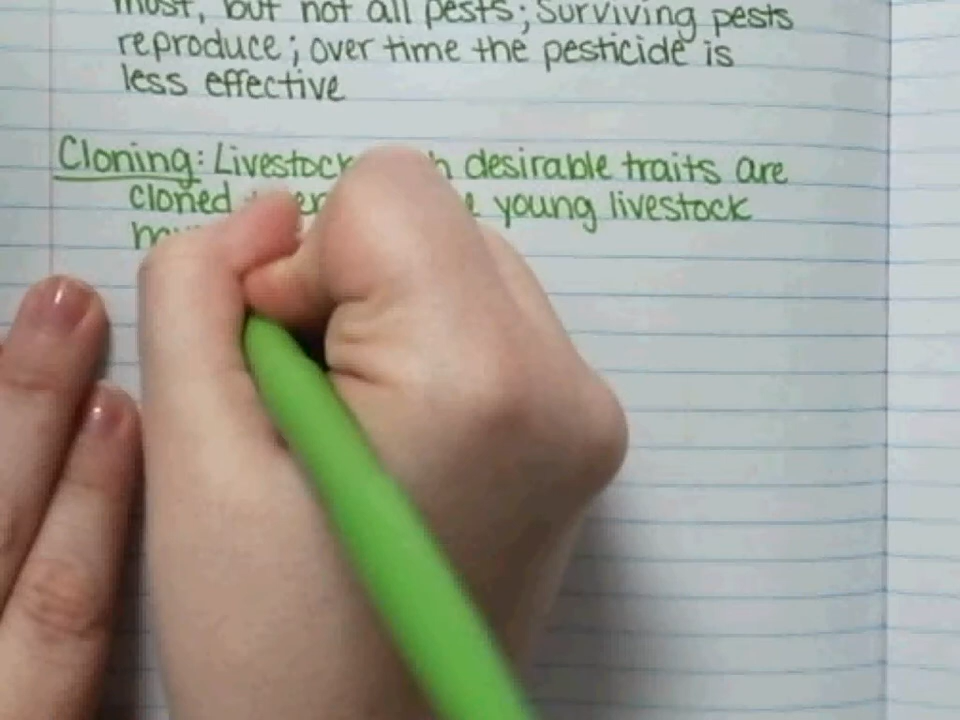 most, but not all pests; Surviving pests
reproduce; over time the pesticide is
less effective
Cloning: Livestock desirable traits are
cloned young livestock